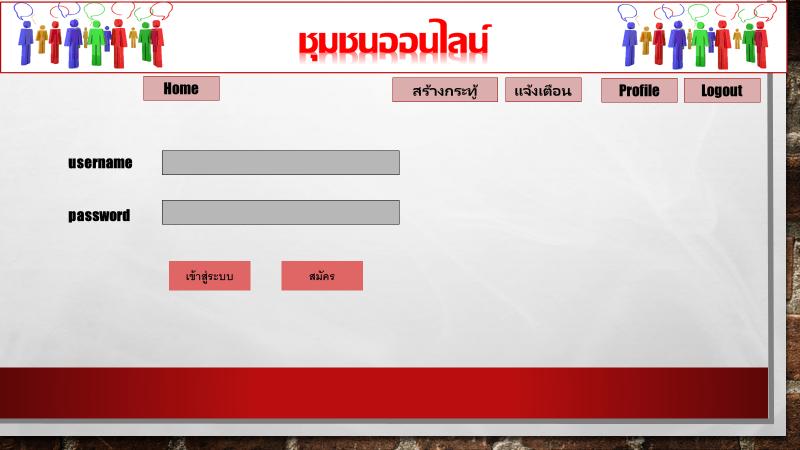 ชุมชนออนไลน์
Home
สร้างกระทู้
แจ้งเตือน
Profile
Logout
username
password
เข้าสู่ระบบ
สมัคร